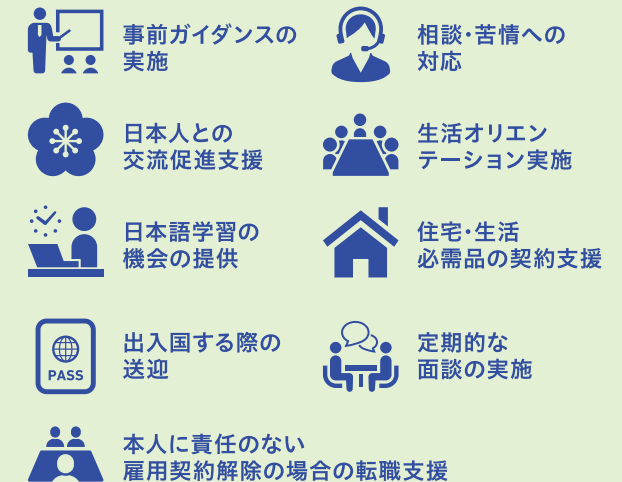 事前ガイダンスの
実施
相談・苦情への
対応
日本人との
交流促進支援
生活オリエン
テーション実施
日本語学習の
機会の提供
住宅・生活
必需品の契約支援
PASS
出入国する際の
送迎
定期的な
面談の実施
本人に責任のない
雇用契約解除の場合の転職支援